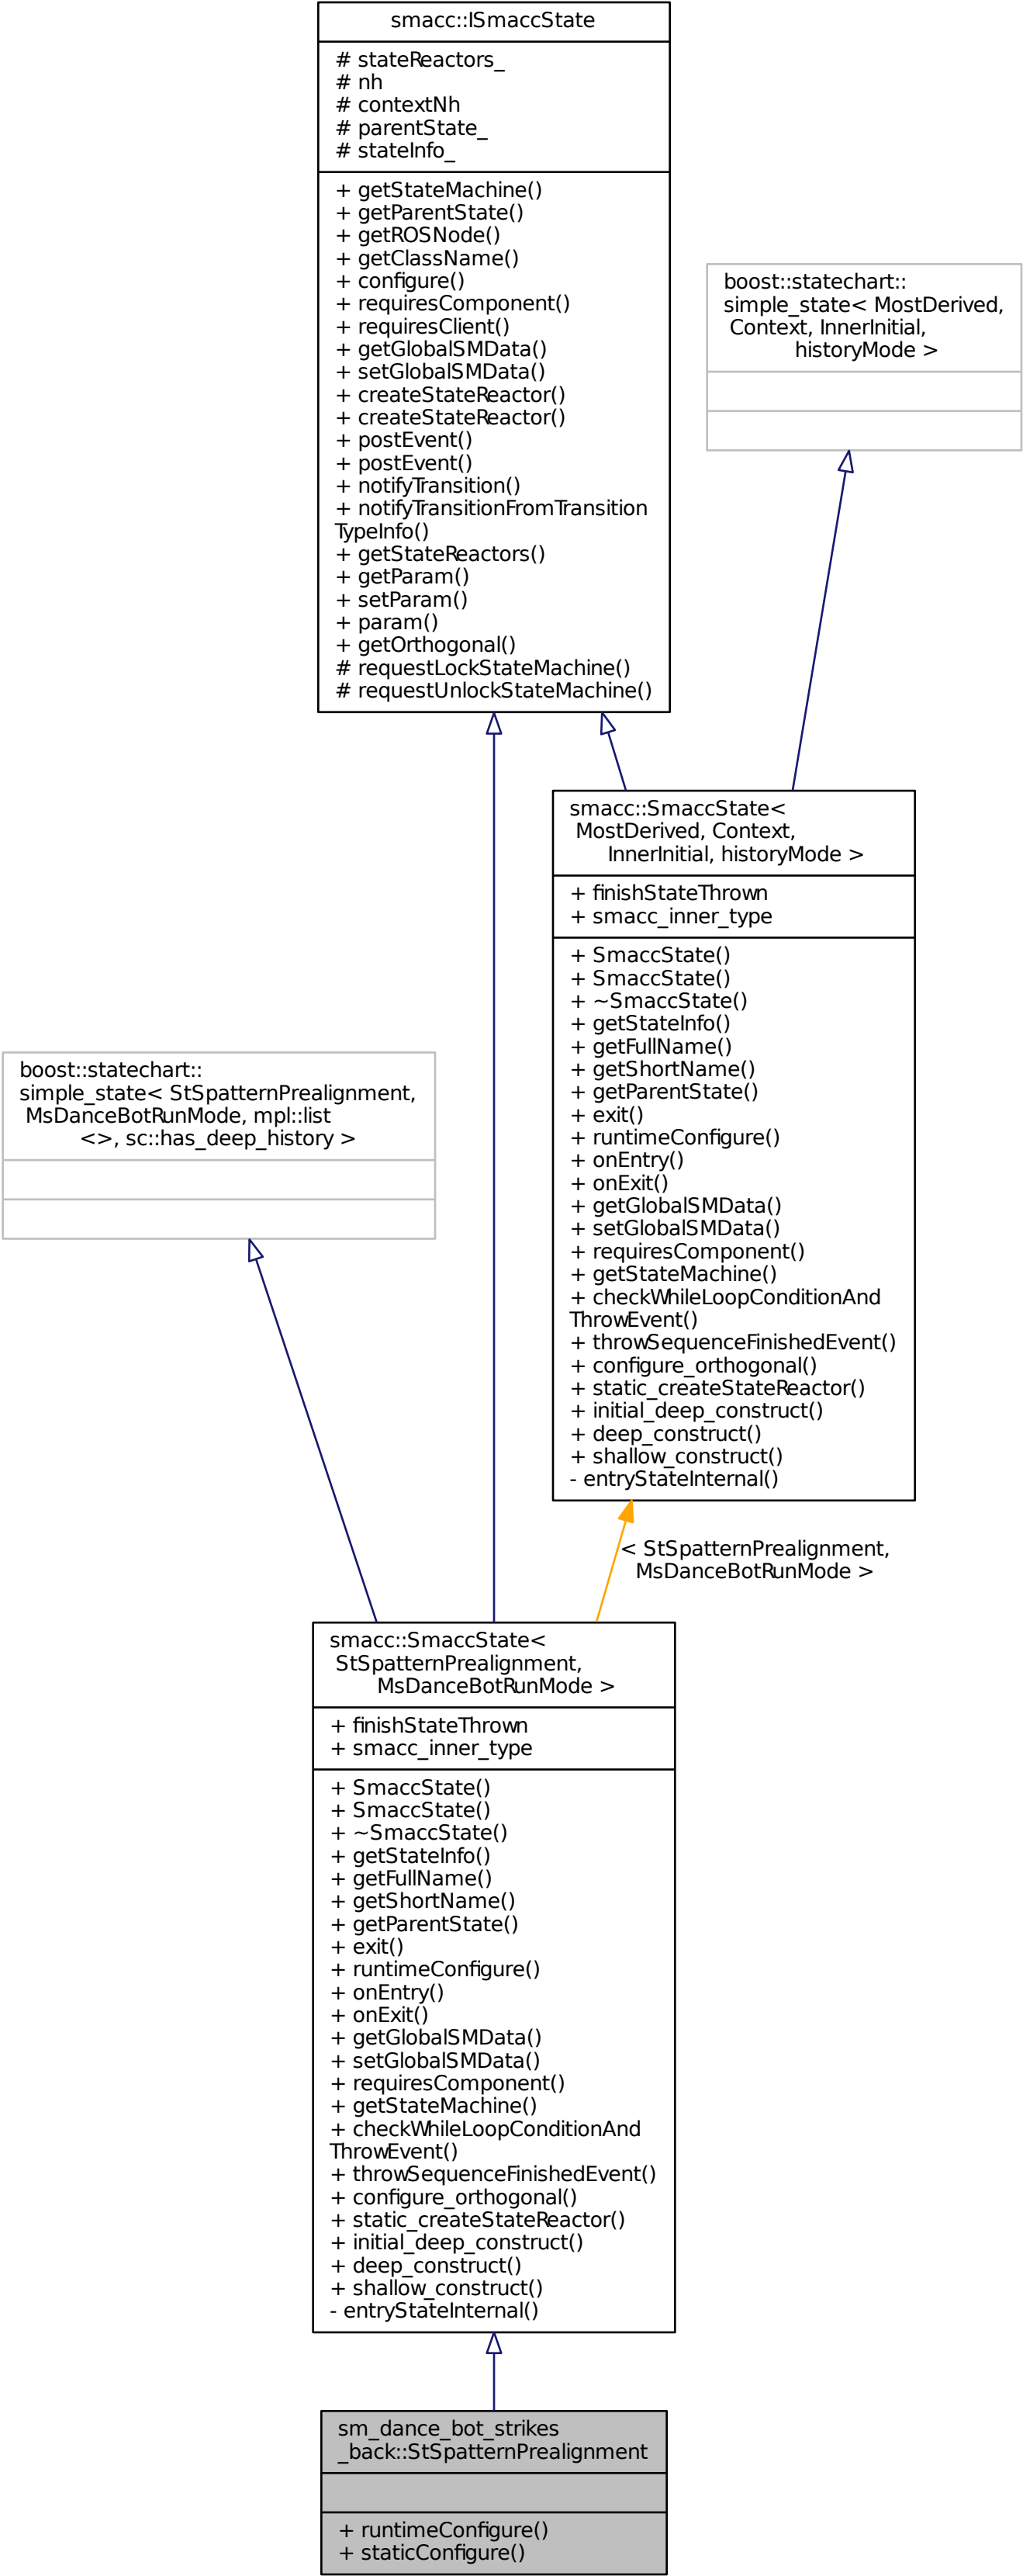 smacc::ISmaccState
# stateReactors_
# nh
# contextNh
# parentState_
# stateInfo_
+ getStateMachine()
+ getParentState()
+ getROSNode()
+ getClassName()
+ configure()
+ requiresComponent()
+ requiresClient()
+ getGlobalSMData()
+ setGlobalSMData()
+ createStateReactor()
+ createStateReactor()
+ postEvent()
+ postEvent()
+ notifyTransition()
+ notifyTransitionFromTransition
TypeInfo()
+ getStateReactors()
+ getParam()
+ setParam()
+ param()
+ getOrthogonal()
# requestLockStateMachine()
# requestUnlockStateMachine()
boost::statechart::
simple_state< MostDerived,
Context, InnerInitial,
historyMode >
smacc::SmaccState<
MostDerived, Context,
InnerInitial, historyMode >
+ finishStateThrown
+ smacc_inner_type
+ SmaccState()
+ SmaccState()
+ ~SmaccState()
+ getStateInfo()
+ getFullName()
+ getShortName()
+ getParentState()
+ exit()
+ runtimeConfigure()
+ onEntry()
+ onExit()
+ getGlobalSMData()
+ setGlobalSMData()
+ requiresComponent()
+ getStateMachine()
+ checkWhileLoopConditionAnd
ThrowEvent()
+ throwSequenceFinishedEvent()
+ configure_orthogonal()
+ static_createStateReactor()
+ initial_deep_construct()
+ deep_construct()
+ shallow_construct()
- entryStateInternal()
boost::statechart::
simple_state< StSpatternPrealignment,
MsDanceBotRunMode, mpl::list
<>, sc::has_deep_history >
< StSpatternPrealignment,
MsDanceBotRunMode >
smacc::SmaccState<
StSpatternPrealignment,
MsDanceBotRunMode >
+ finishStateThrown
+ smacc_inner_type
+ SmaccState()
+ SmaccState()
+ ~SmaccState()
+ getStateInfo()
+ getFullName()
+ getShortName()
+ getParentState()
+ exit()
+ runtimeConfigure()
+ onEntry()
+ onExit()
+ getGlobalSMData()
+ setGlobalSMData()
+ requiresComponent()
+ getStateMachine()
+ checkWhileLoopConditionAnd
ThrowEvent()
+ throwSequenceFinishedEvent()
+ configure_orthogonal()
+ static_createStateReactor()
+ initial_deep_construct()
+ deep_construct()
+ shallow_construct()
- entryStateInternal()
sm_dance_bot_strikes
_back::StSpatternPrealignment
+ runtimeConfigure()
+ staticConfigure()